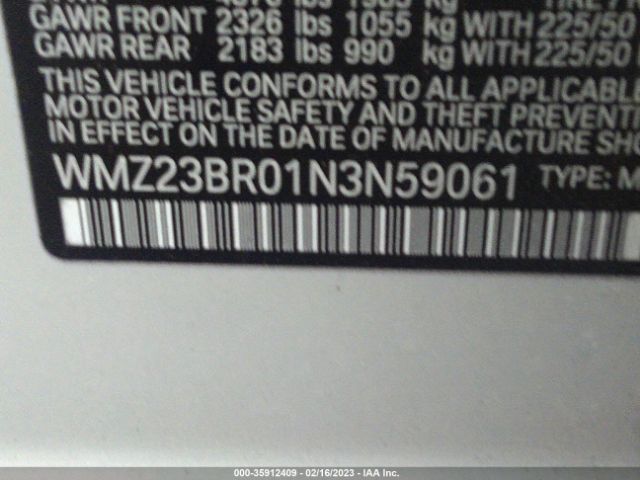 GAWR FRONT 2326 lbs 1055 kg WITH 225/50
GAWR REAR 2183 lbs 990 kg WITH 225/50
THIS VEHICLE CONFORMS TO ALL APPLICABLE
MOTOR VEHICLE SAFETY AND THEFT PREVENTI
IN EFFECT ON THE DATE OF MANUFACTURE SHO
WMZ23BR01N3N59061 TYPE: M
000-35912409 - 02/16/2023 - IAA Inc.